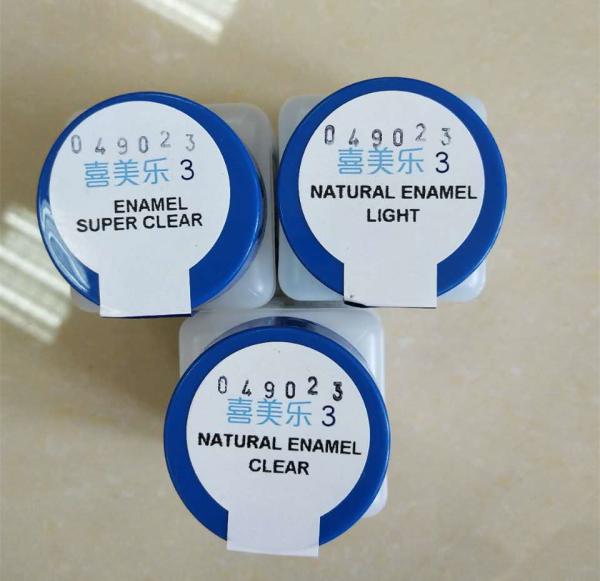 049023
喜美乐 3
ENAMEL
SUPER CLEAR
049023
喜美乐 3
NATURAL ENAMEL
LIGHT
049023
喜美乐 3
NATURAL ENAMEL
CLEAR